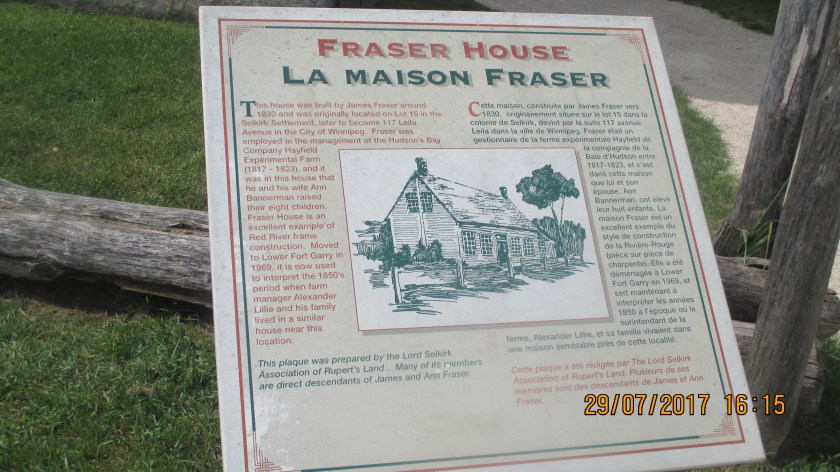 FRASER HOUSE
LA MAISON FRASER
This house was built by James Fraser around
1830 and was originally located on Lot 15 in the
Selkirk Settlement, later to become 117 Leila
Avenue in the City of Winnipeg. Fraser was
employed in the management of the Hudson's Bay
Company Hayfield
Experimental Farm
(1817 - 1823), and it
was in this house that
he and his wife Ann
Bannerman raised
their eight children.
Fraser House is an
excellent example of
Red River frame
construction. Moved
to Lower Fort Garry in
1969, it is now used
to interpret the 1850's
period when farm
manager Alexander
Lillie and his family
lived in a similar
house near this
location.
This plaque was prepared by the Lord Selkirk
Association of Rupert's Land . Many of its members
are direct descendants of James and Ann Fraser.
Cette maison, construite par James Fraser vers
1830, originairement situes sur le lot 15 dans la
colonie de Selkirk, devint par la suite 117 avenue
Leila dans la ville de Winnipeg. Fraser était un
gestionnaire de la ferme expérimentale Hayfield de
la compagnie de la
Baie d'Hudson entre
1817-1823, et c'est
dans cette maison
que lui et son
épouse, Ann
Bannerman, ont élevé
leur huit enfants. La
maison Fraser est un
excellent exemple du
style de construction
de la Rivière-Rouge
(pièce sur pièce de
charpente). Elle a été
déménagée à Lower
Fort Garry en 1969, et
sert maintenant à
interpréter les années
1850 à l'époque ou le
surintendant de la
ferme, Alexander Lillie, et sa famille vivaient dans
une maison semblable près de cette localité.
Cette plaque a été rédigée par The Lord Selkirk
Association of Rupert's Land. Plusieurs de ses
membres sont des descendants de James et Ann
Fraser.
29/07/2017 16:15